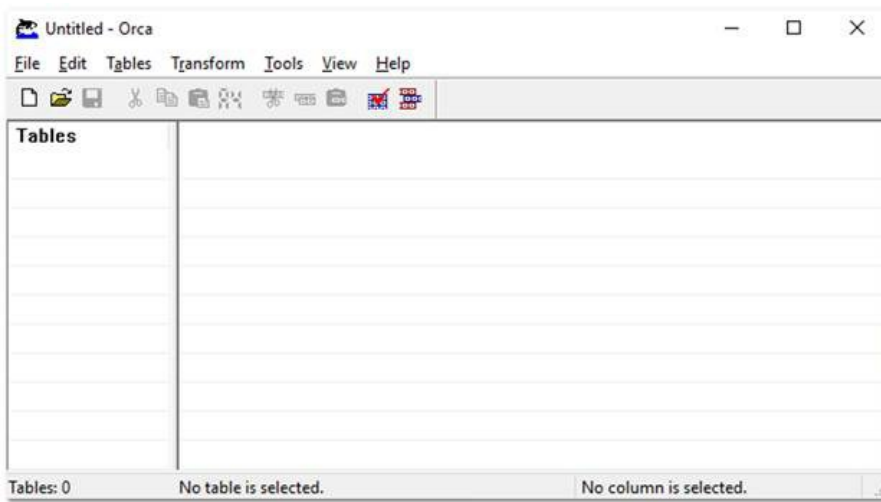 Untitled - Orca
File Edit Tables Transform Tools View Help
Tables
Tables: 0 No table is selected. No column is selected.